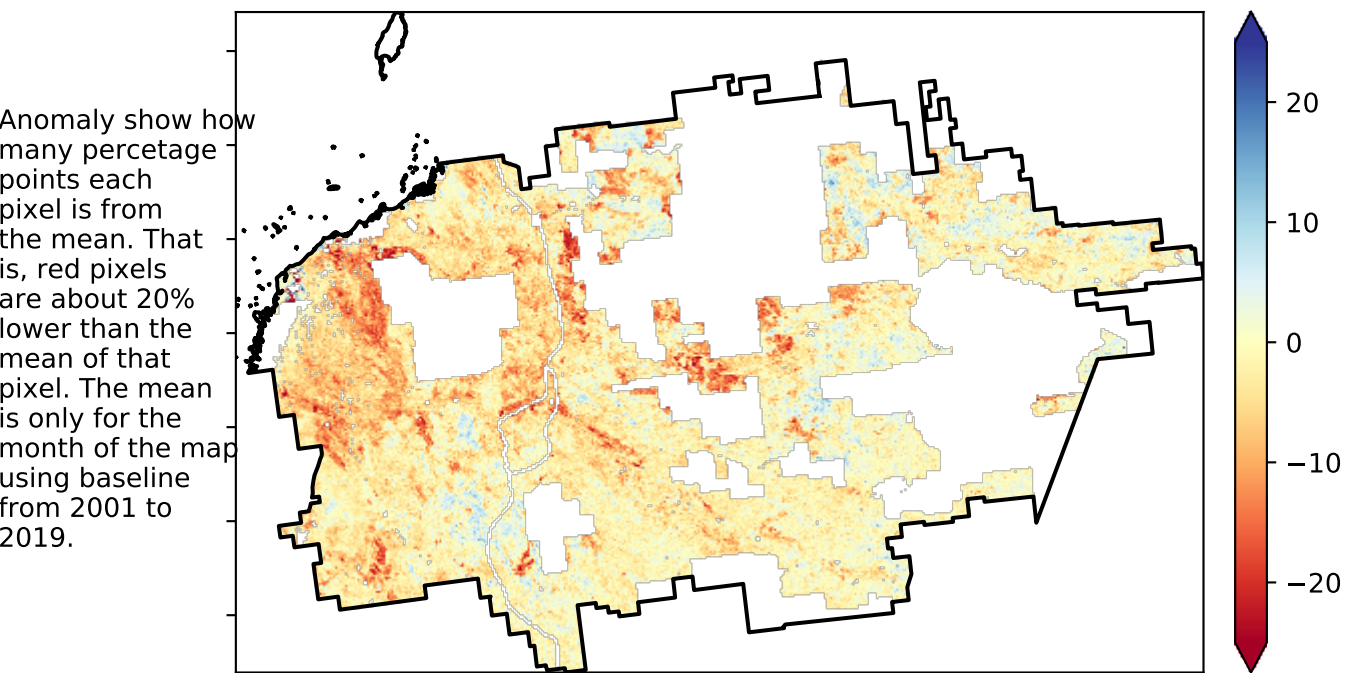 Anomaly show how
many percetage
points each
pixel is from
the mean. That
is, red pixels
are about 20%
lower than the
mean of that
pixel. The mean
is only for the
month of the map
using baseline
from 2001 to
2019.
20
10
0
−10
−20